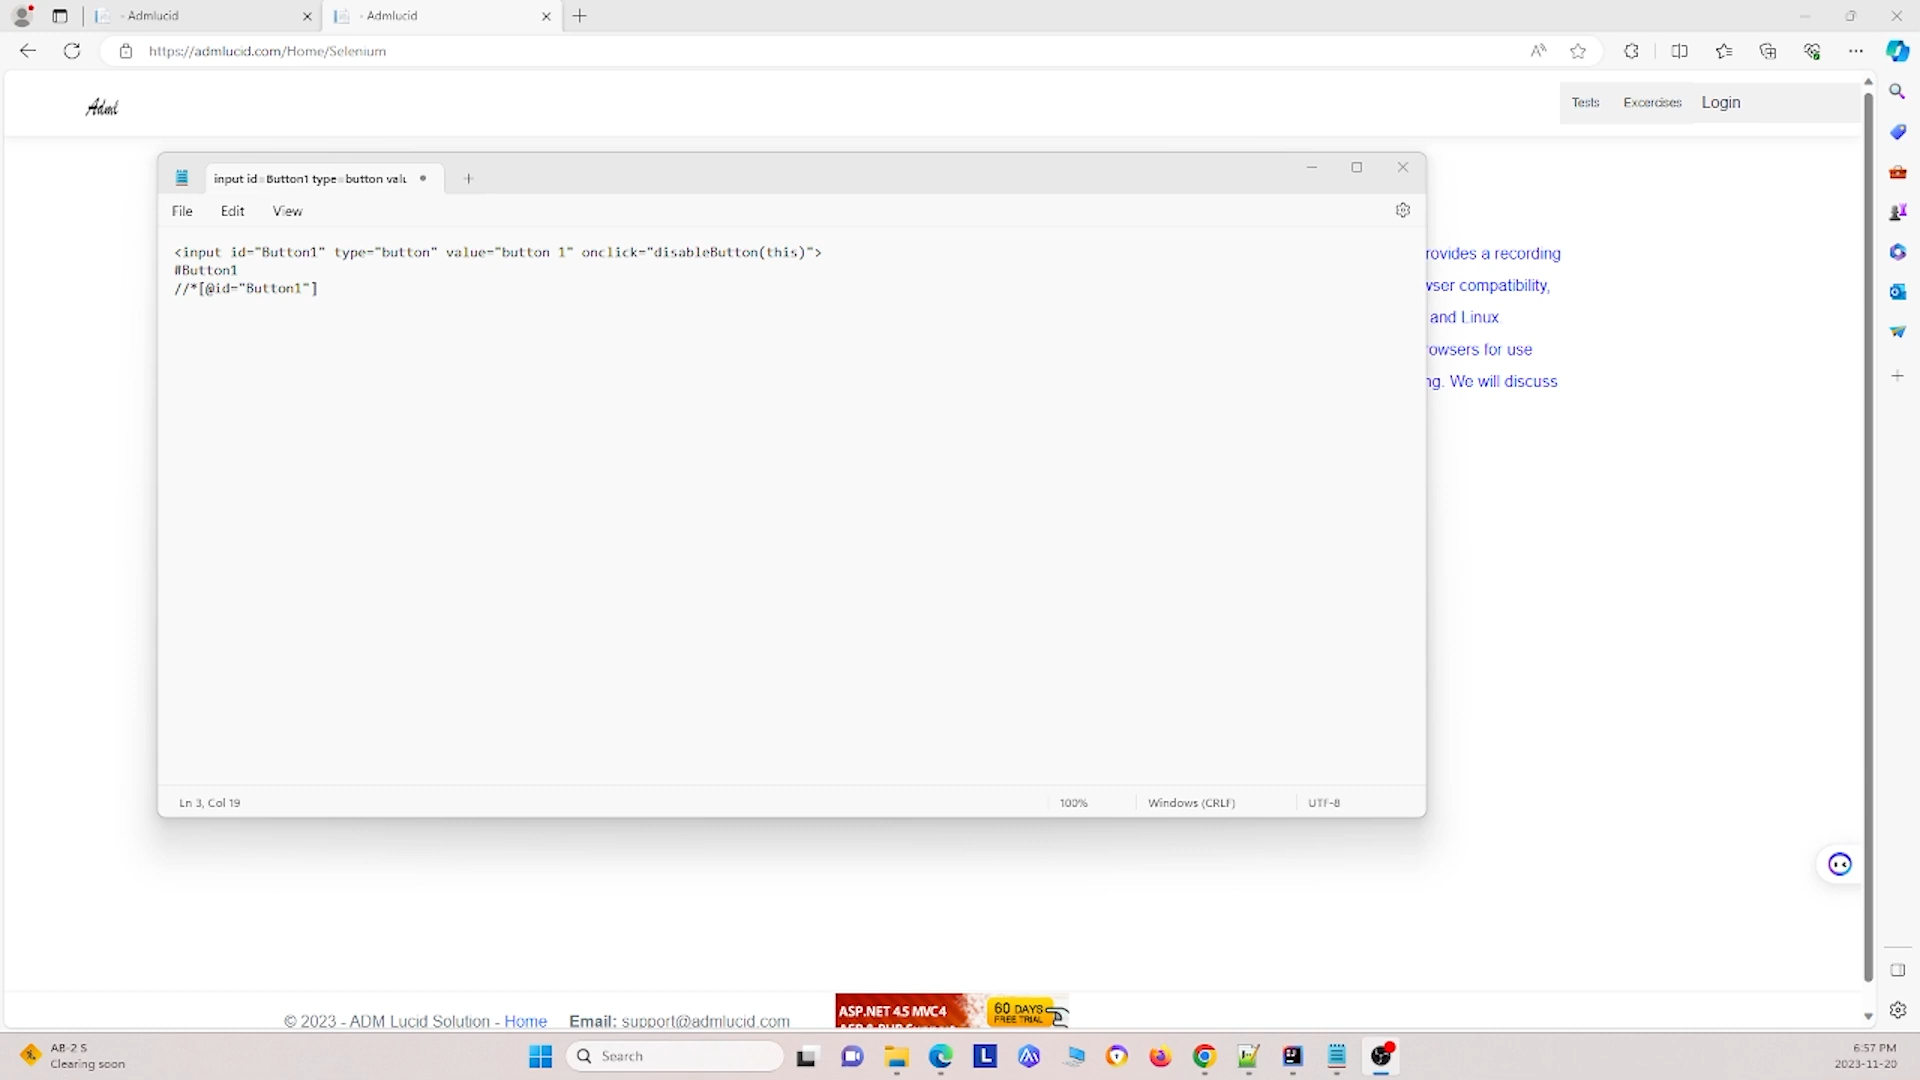 - Admlucid
- Admlucid
https://admlucid.com/Home/Selenium
Adml
Tests Excercises Login
input id=Button1 type=button valu
File Edit View
<input id="Button1" type="button" value="button 1" onclick="disableButton(this)">
#Button1
//*[@id="Button1"]
rovides a recording
wser compatibility,
and Linux.
rowsers for use
ng. We will discuss
Ln 3, Col 19
100%
Windows (CRLF)
UTF-8
© 2023 - ADM Lucid Solution - Home Email: support@admlucid.com
ASP.NET 4.5 MVC4
60 DAYS
FREE TRIAL
AB-2 S
Clearing soon
Search
6:57 PM
2023-11-20